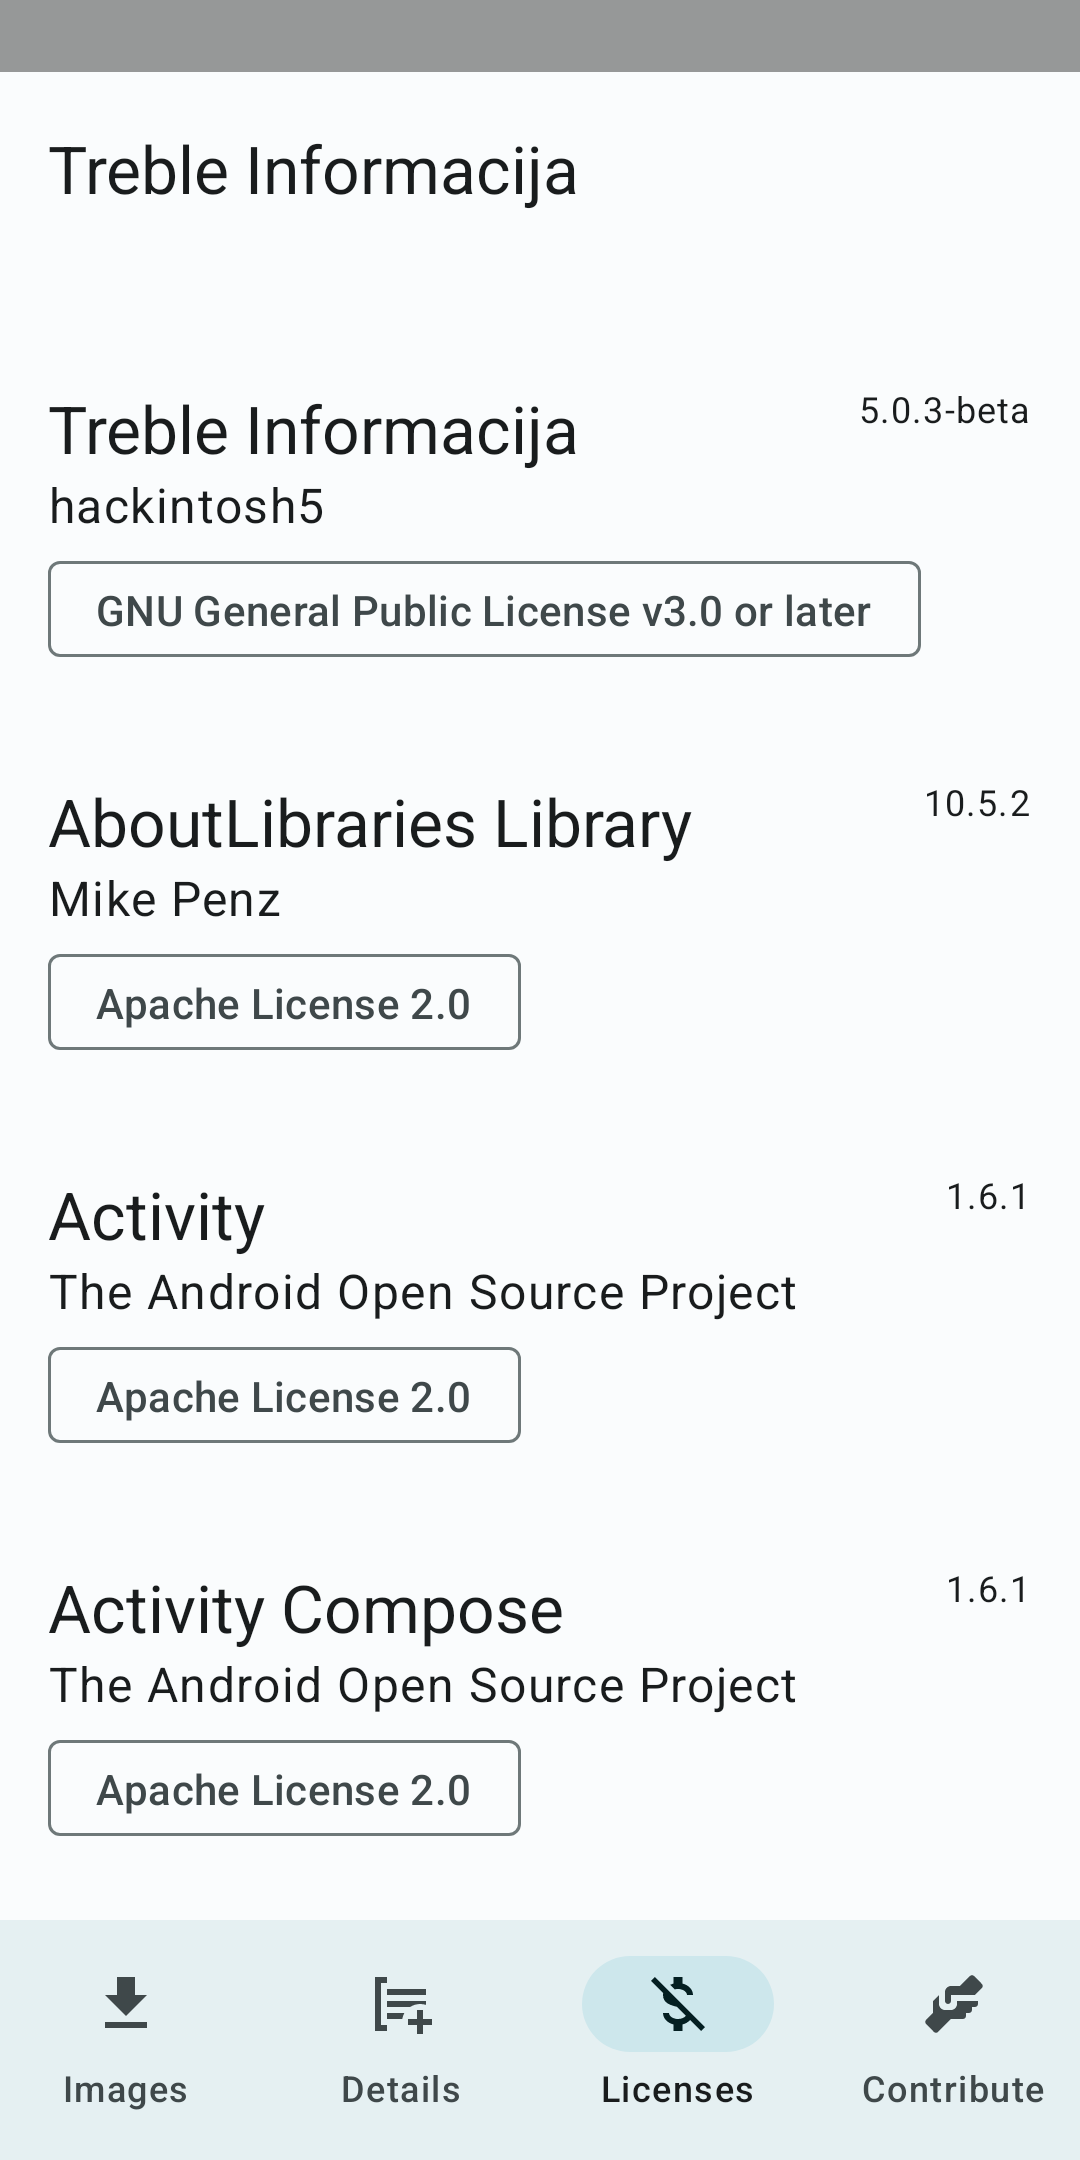 Treble Informacija
Treble Informacija
5.0.3-beta
hackintosh5
GNU General Public License v3.0 or later
AboutLibraries Library
10.5.2
Mike Penz
Apache License 2.0
Activity
1.6.1
The Android Open Source Project
Apache License 2.0
Activity Compose
1.6.1
The Android Open Source Project
Apache License 2.0
Images
Details
Licenses
Contribute